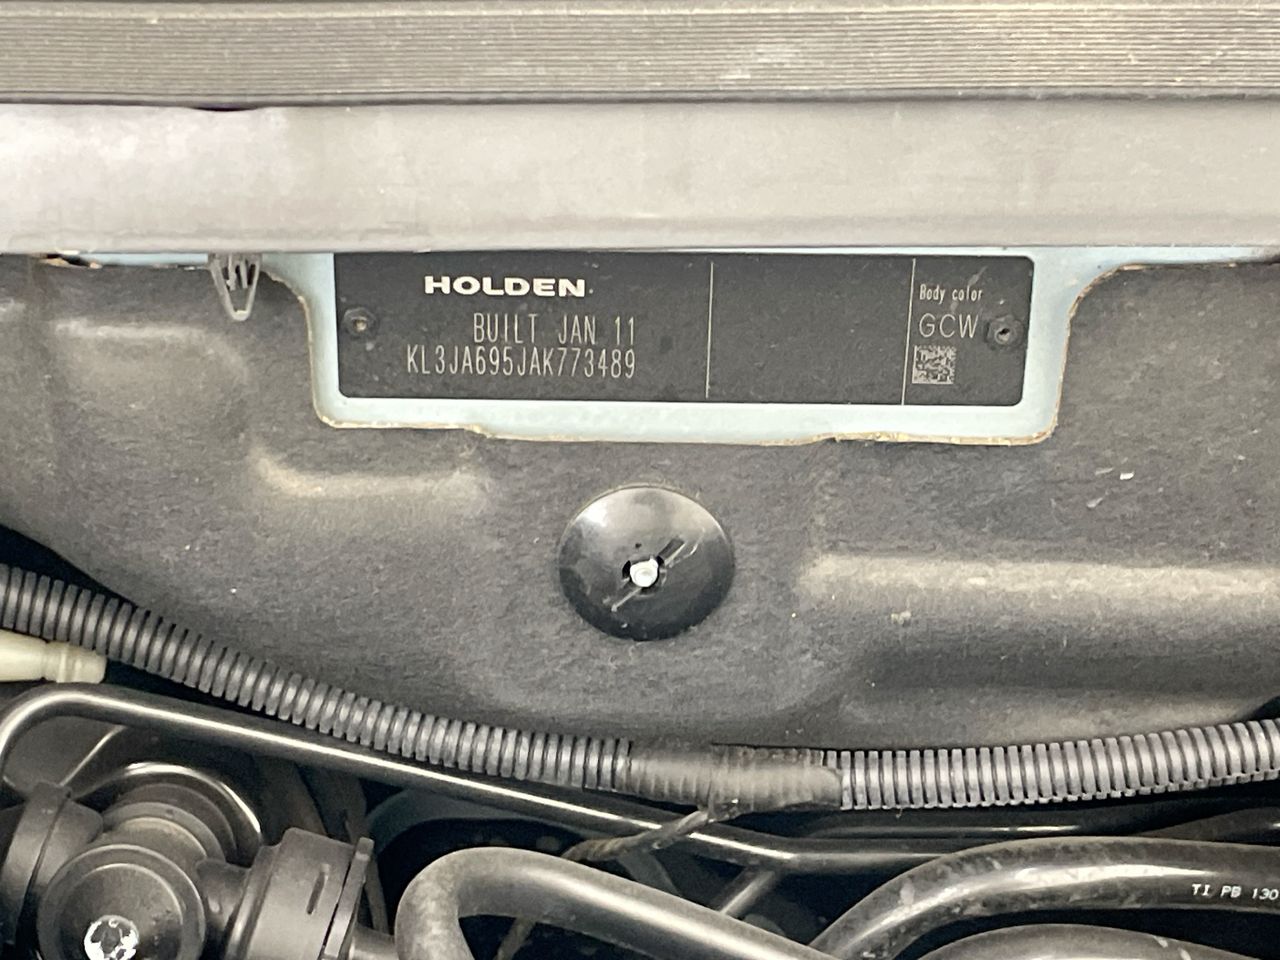 HOLDEN
BUILT JAN 11
KL3JA695JAK773489
Body color
GCW
TI PB 130